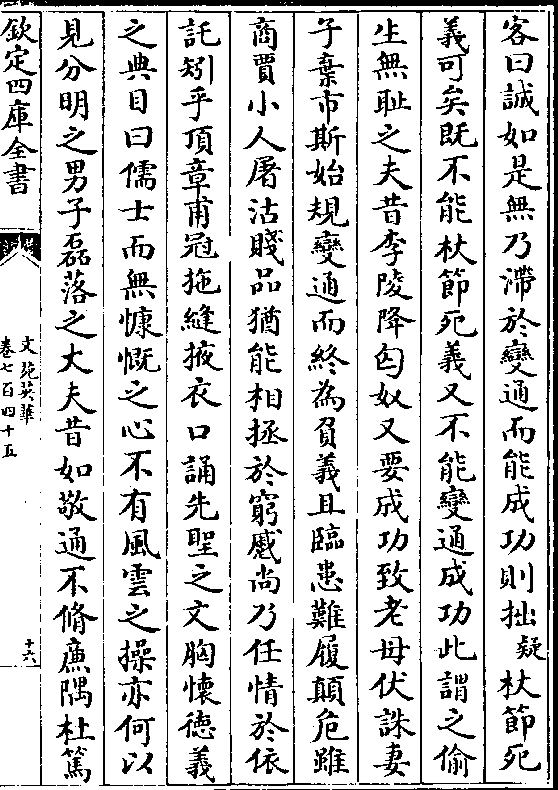 客曰誠如是無乃滯於變通而能成功則拙疑杖節死
義可矣既不能杖節死義又不能變通成功此謂之偷
生無耻之夫昔李陵降匈奴又要成功致老母伏誅妻
子棄市斯始規變通而終為負義且臨患難履顛危雖
商賈小人屠沽賤品猶能相拯於窮慼尚乃任情於依
託矧乎頂章甫冠拖縫掖衣口誦先聖之文胸懷德義
之典目曰儒士而無慷慨之心不有風雲之操亦何以
見分明之男子磊落之大夫昔如敬通不脩廉隅杜篤
欽定四庫全書
文苑英華
卷七百四十五
十六